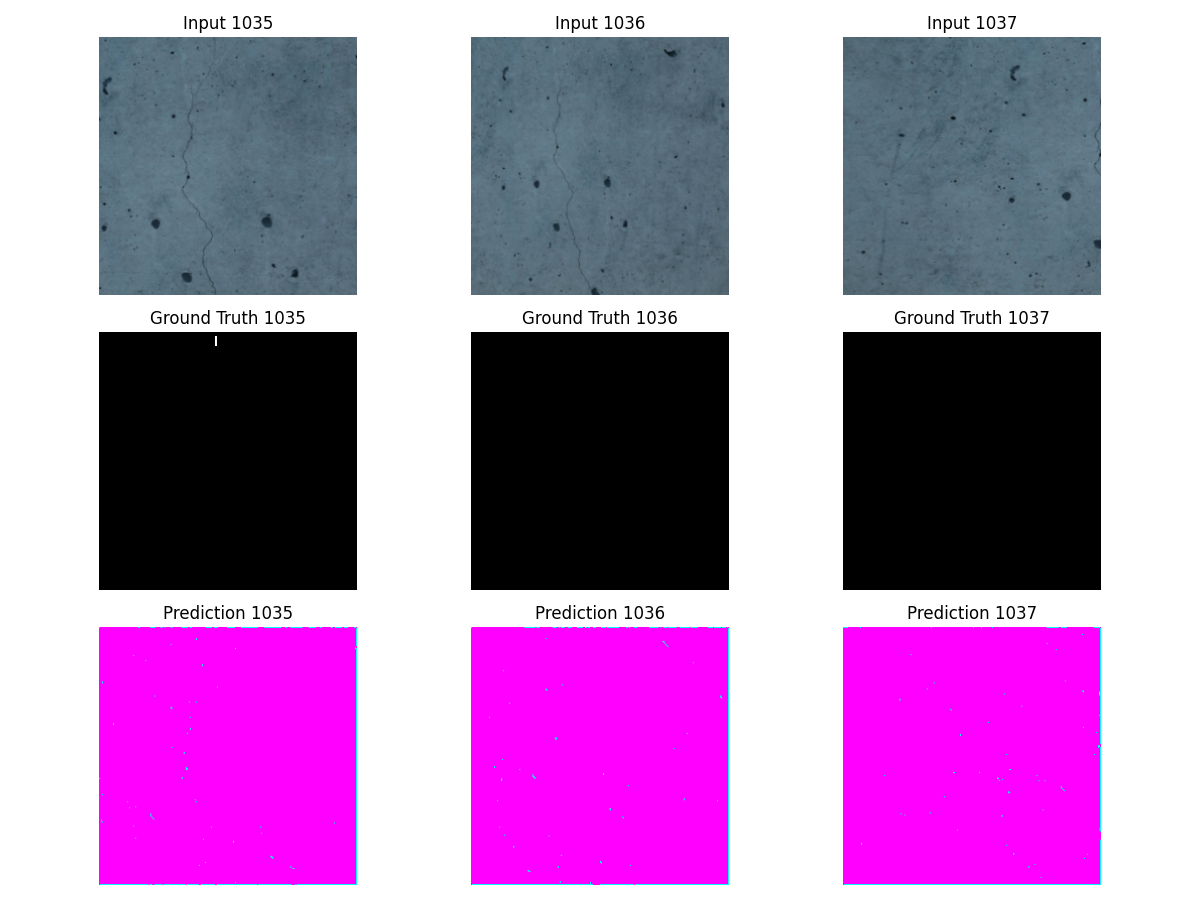 Input 1035
Input 1036
Input 1037
Ground Truth 1035
Ground Truth 1036
Ground Truth 1037
Prediction 1035
Prediction 1036
Prediction 1037